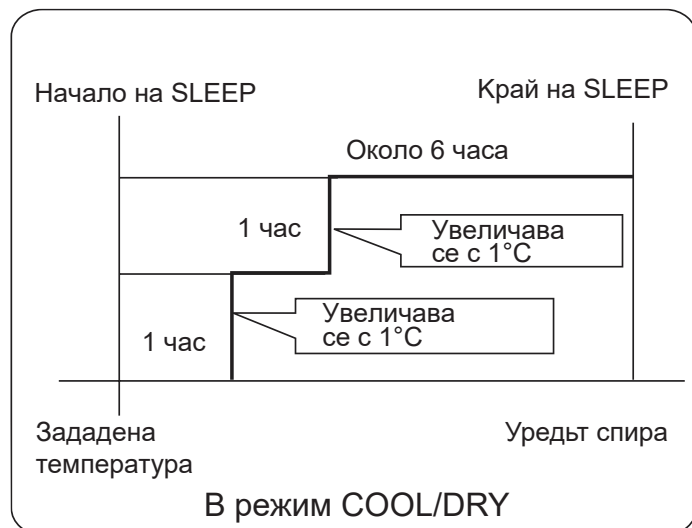 Начало на SLEEP
Край на SLEEP
Около 6 часа
1 час
Увеличава
се с 1°C
Увеличава
се с 1°C
1 час
Зададена
температура
Уредьт спира
В режим COOL/DRY